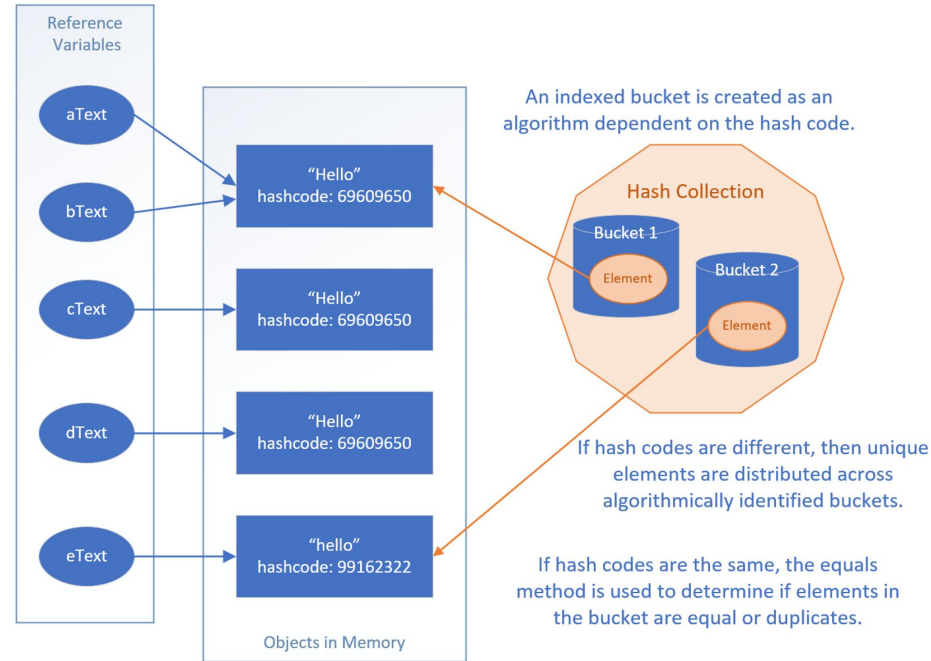 Reference
Variables
aText
bText
cText
dText
eText
“Hello”
hashcode: 69609650
“Hello”
hashcode: 69609650
“Hello”
hashcode: 69609650
“hello”
hashcode: 99162322
Objects in Memory
An indexed bucket is created as an
algorithm dependent on the hash code.
Hash Collection
Bucket 1
Element
Bucket 2
Element
If hash codes are different, then unique
elements are distributed across
algorithmically identified buckets.
If hash codes are the same, the equals
method is used to determine if elements in
the bucket are equal or duplicates.